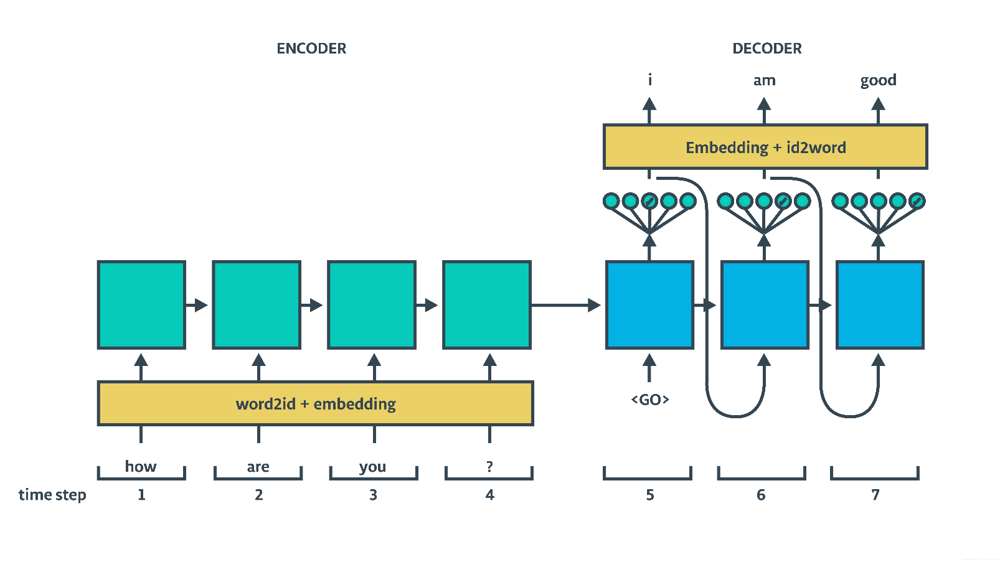 ENCODER
DECODER
i am good
Embedding + id2word
<GO>
word2id + embedding
how are you ?
time step 1 2 3 4 5 6 7